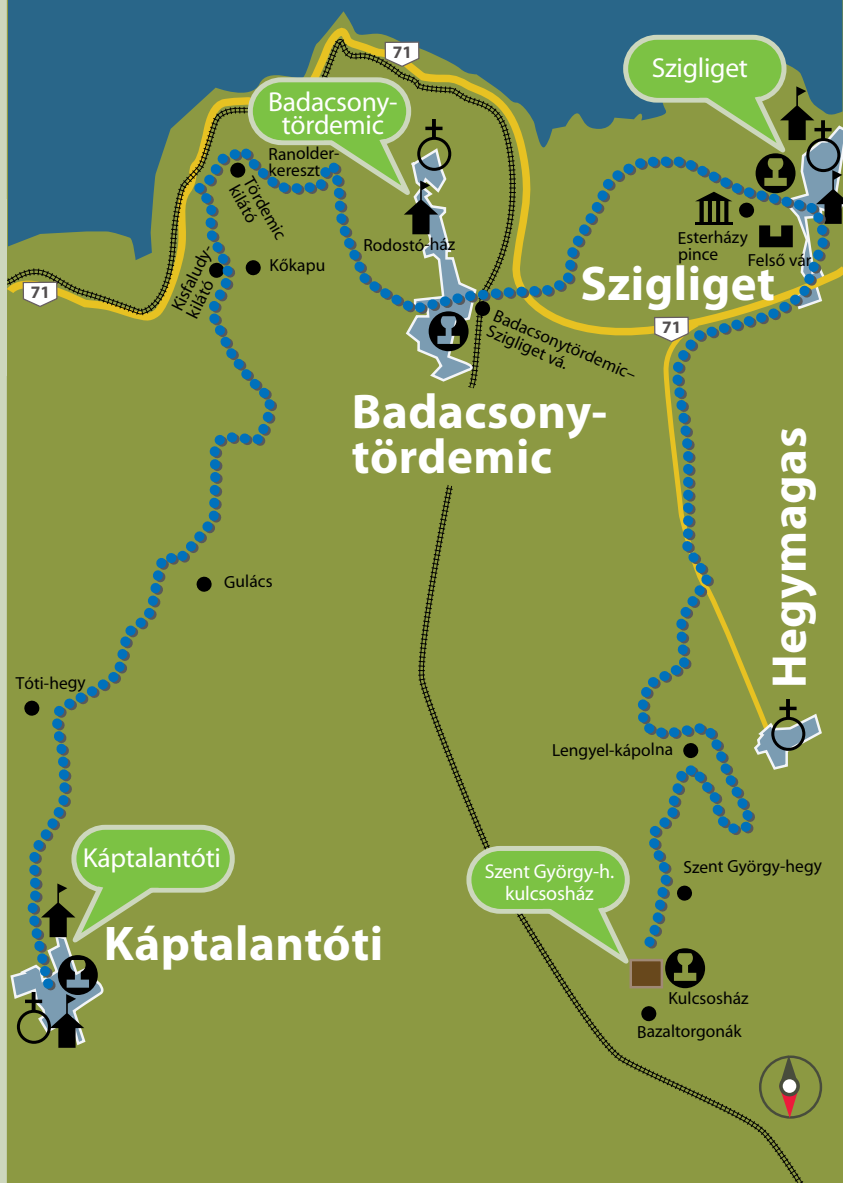 71
Szigliget
Badacsony-
tördemic
Ranolder-
kereszt
Tördemic
kilátó
Rodostó-ház
Esterházy
pince
Felső vár
Kisfaludy-
kilátó
Kőkapu
Szigliget
71
Badacsonytördemic–
Szigliget vá.
71
Badacsony-
tördemic
Hegymagas
Gulács
Tóti-hegy
Lengyel-kápolna
Káptalantóti
Szent György-h.
kulcsosház
Szent György-hegy
Káptalantóti
Kulcsosház
Bazaltorgonák